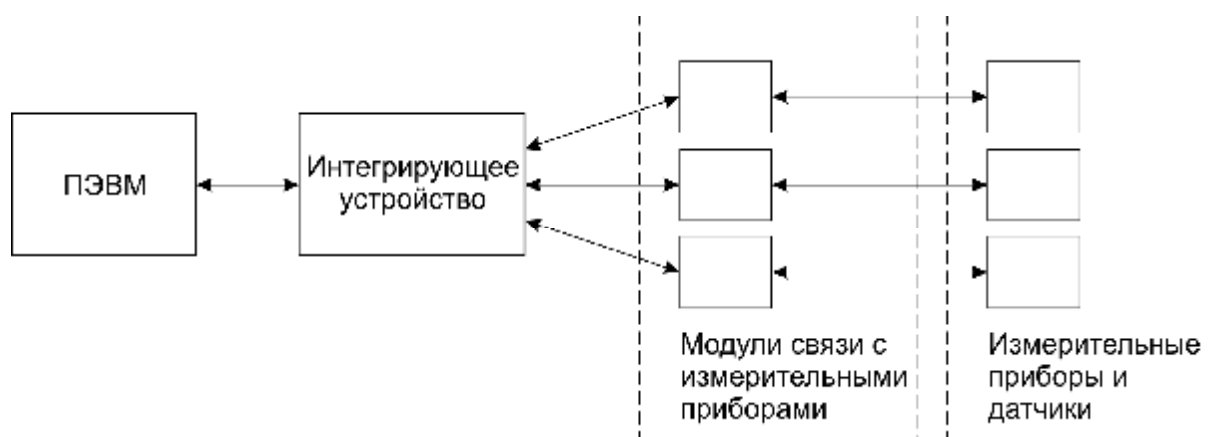 ПЭВМ
Интегрирующее
устройство
Модули связи с
измерительными
приборами
Измерительные
приборы и
датчики